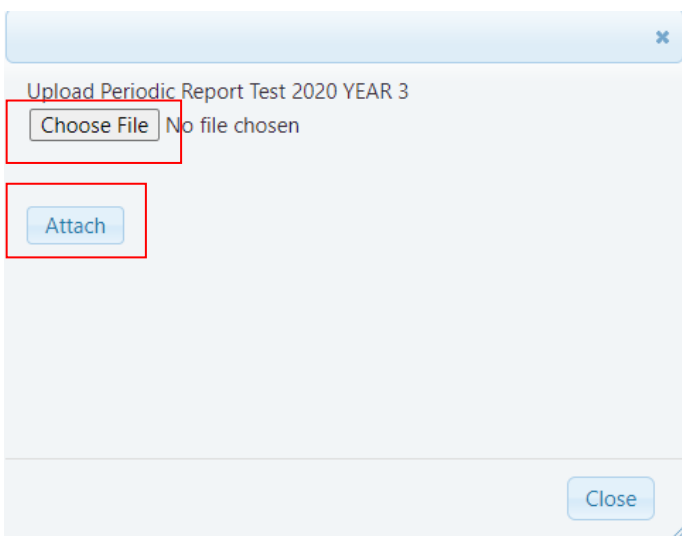 Upload Periodic Report Test 2020 YEAR 3
Choose File No file chosen
Attach
Close